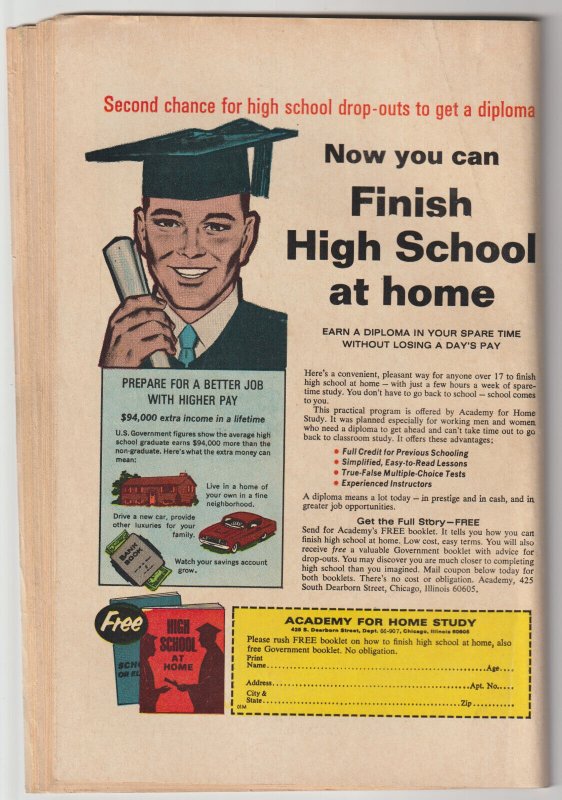 Second chance for high school drop-outs to get a diploma
Now you can
Finish
High School
at home
EARN A DIPLOMA IN YOUR SPARE TIME
WITHOUT LOSING A DAY'S PAY
Here's a convenient, pleasant way for anyone over 17 to finish
high school at home — with just a few hours a week of spare-
time study. You don't have to go back to school — school comes
to you.
This practical program is offered by Academy for Home
Study. It was planned especially for working men and women
who need a diploma to get ahead and can't take time out to go
back to classroom study. It offers these advantages;
• Full Credit for Previous Schooling
• Simplified, Easy-to-Read Lessons
• True-False Multiple-Choice Tests
• Experienced Instructors
A diploma means a lot today — in prestige and in cash, and in
greater job opportunities.
Get the Full Story—FREE
Send for Academy's FREE booklet. It tells you how you can
finish high school at home. Low cost, easy terms. You will also
receive free a valuable Government booklet with advice for
drop-outs. You may discover you are much closer to completing
high school than you imagined. Mail coupon below today for
both booklets. There's no cost or obligation. Academy, 425
South Dearborn Street, Chicago, Illinois 60605.
PREPARE FOR A BETTER JOB
WITH HIGHER PAY
$94,000 extra income in a lifetime
U.S. Government figures show the average high
school graduate earns $94,000 more than the
non-graduate. Here's what the extra money can
mean:
Live in a home of
your own in a fine
neighborhood.
Drive a new car, provide
other luxuries for your
family.
BANK
BOOK
Watch your savings account
grow.
Free
SCHO
OR EL
HIGH
SCHOOL
AT
HOME
ACADEMY FOR HOME STUDY
425 S. Dearborn Street, Dept. 66-907, Chicago, Illinois 60605
Please rush FREE booklet on how to finish high school at home, also
free Government booklet. No obligation.
Print
Name Age
Address Apt. No.
City &
State Zip
01M